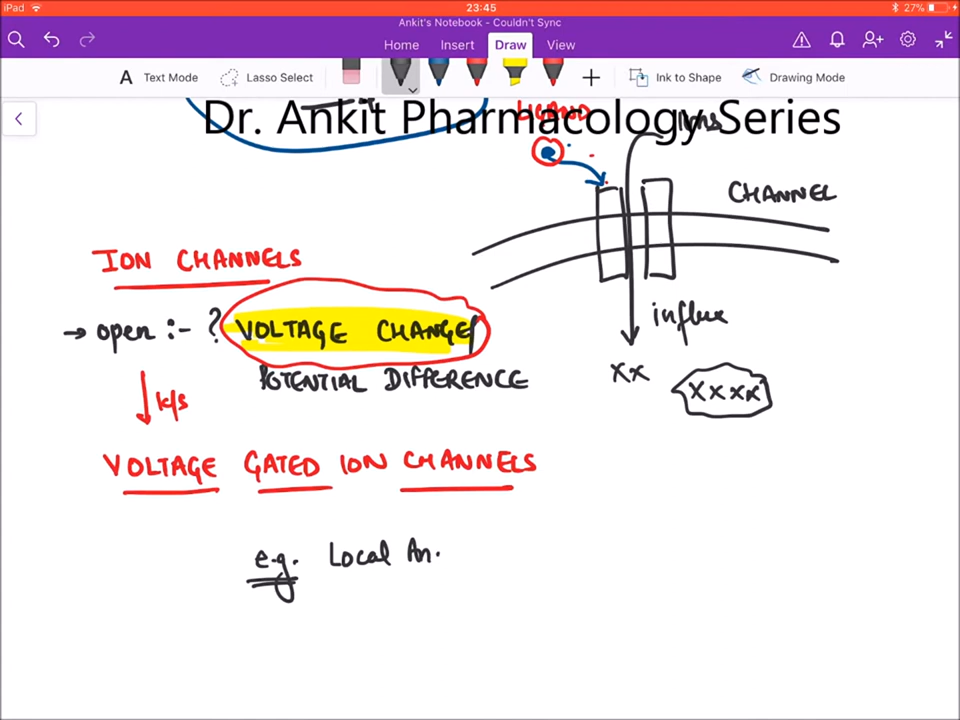 iPad
23:45
27%
Ankit's Notebook - Couldn't Sync
Home Insert Draw View
A Text Mode Lasso Select Ink to Shape Drawing Mode
Dr. Ankit Pharmacology Series
LIGAND
Ions
CHANNEL
ION CHANNELS
→ open :- ? VOLTAGE CHANGE
influx
POTENTIAL DIFFERENCE
XX
XXXX
k/s
VOLTAGE GATED ION CHANNELS
e.g. Local An.